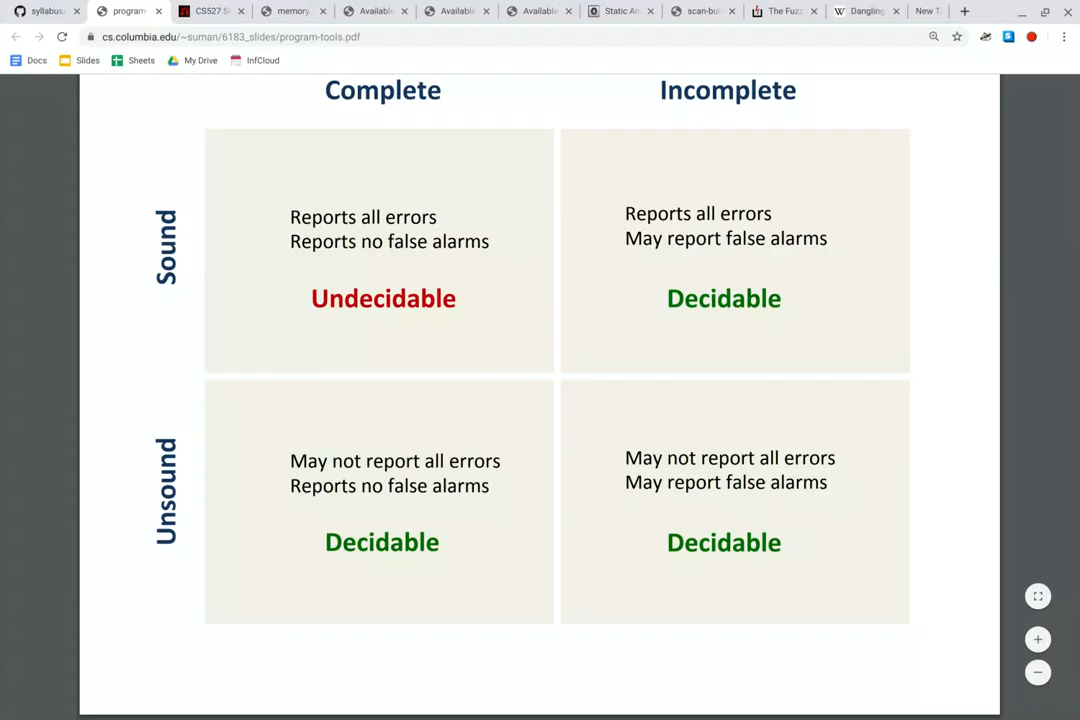 syllabus
program-
CS527 S
memory,
Available
Available
Available
Static An
scan-bu
The Fuzz
Dangling
New T
cs.columbia.edu/~suman/6183_slides/program-tools.pdf
Docs
Slides
Sheets
My Drive
InfCloud
Complete
Incomplete
Sound
Reports all errors
Reports no false alarms
Undecidable
Reports all errors
May report false alarms
Decidable
Unsound
May not report all errors
Reports no false alarms
Decidable
May not report all errors
May report false alarms
Decidable